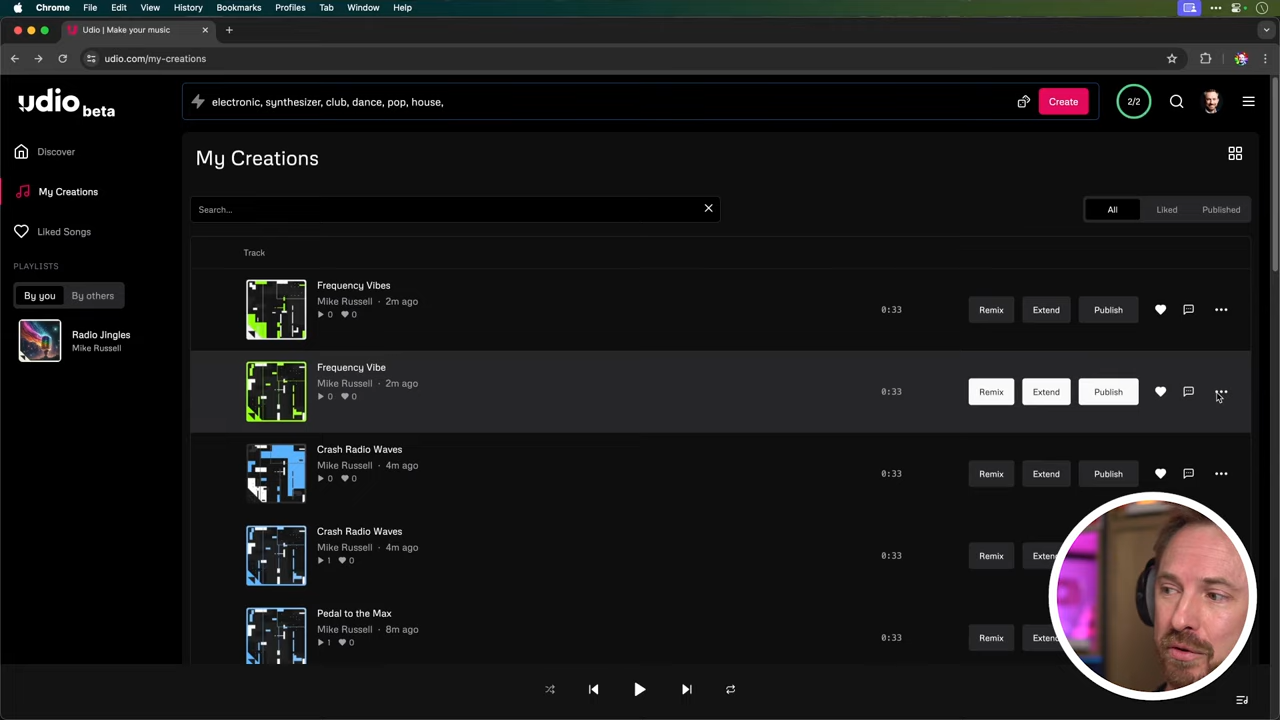 Chrome File Edit View History Bookmarks Profiles Tab Window Help
Udio | Make your music
udio.com/my-creations
udio beta
electronic, synthesizer, club, dance, pop, house,
Create
2/2
Discover
My Creations
Liked Songs
PLAYLISTS
By you By others
Radio Jingles
Mike Russell
My Creations
Search...
All Liked Published
Track
Frequency Vibes
Mike Russell · 2m ago
0 0
0:33 Remix Extend Publish
Frequency Vibe
Mike Russell · 2m ago
0 0
0:33 Remix Extend Publish
Crash Radio Waves
Mike Russell · 4m ago
0 0
0:33 Remix Extend Publish
Crash Radio Waves
Mike Russell · 4m ago
1 0
0:33 Remix Exten
Pedal to the Max
Mike Russell · 8m ago
1 0
0:33 Remix Exten